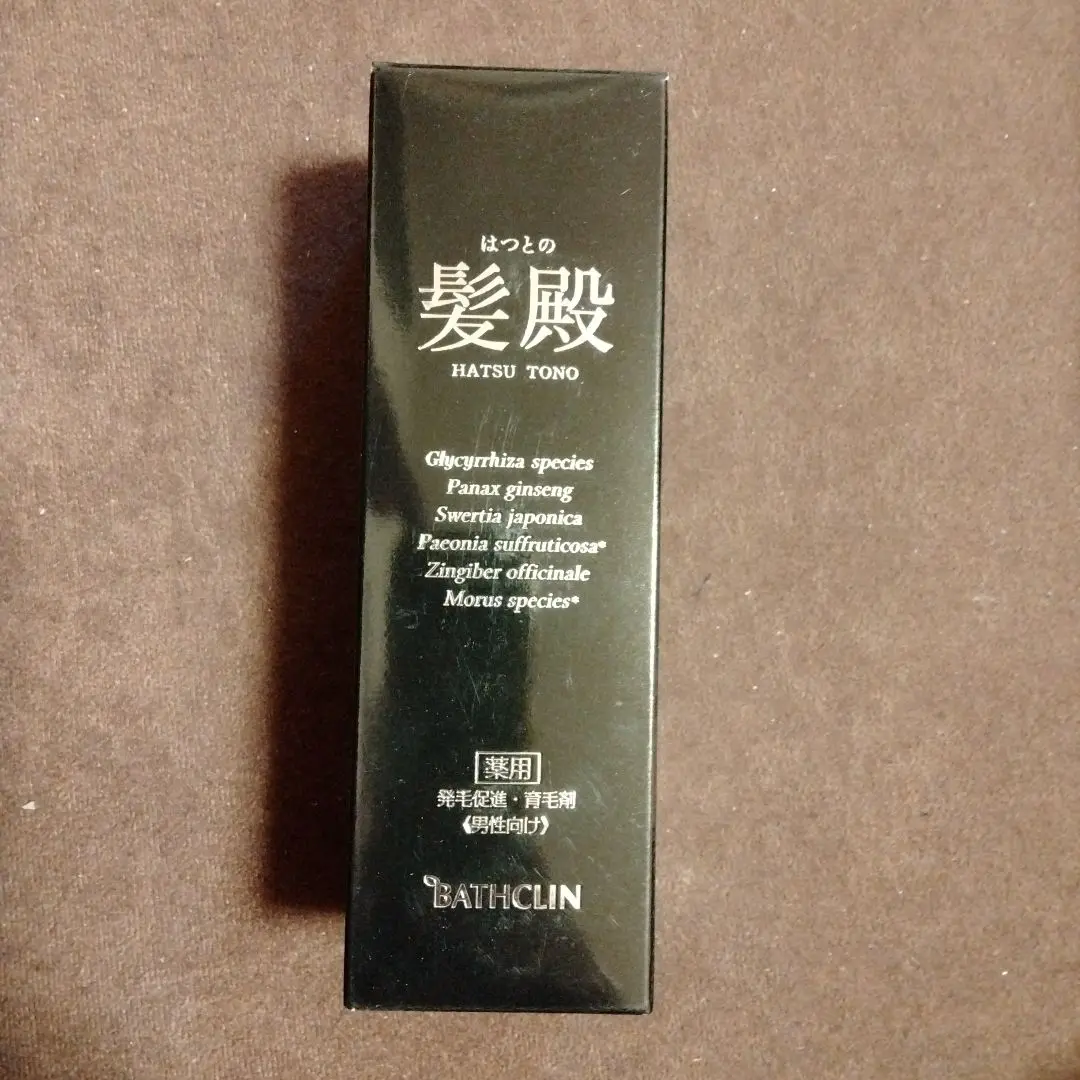 はつとの
髪殿
HATSU TONO
Glycyrrhiza species
Panax ginseng
Swertia japonica
Paeonia suffruticosa*
Zingiber officinale
Morus species*
薬用
発毛促進・育毛剤
《男性向け》
BATHCLIN